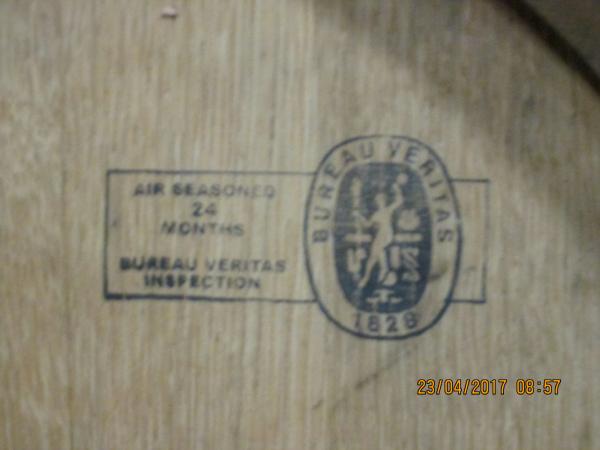 AIR SEASONED
24
MONTHS
BUREAU VERITAS
INSPECTION
BUREAU VERITAS
1828
23/04/2017 08:57